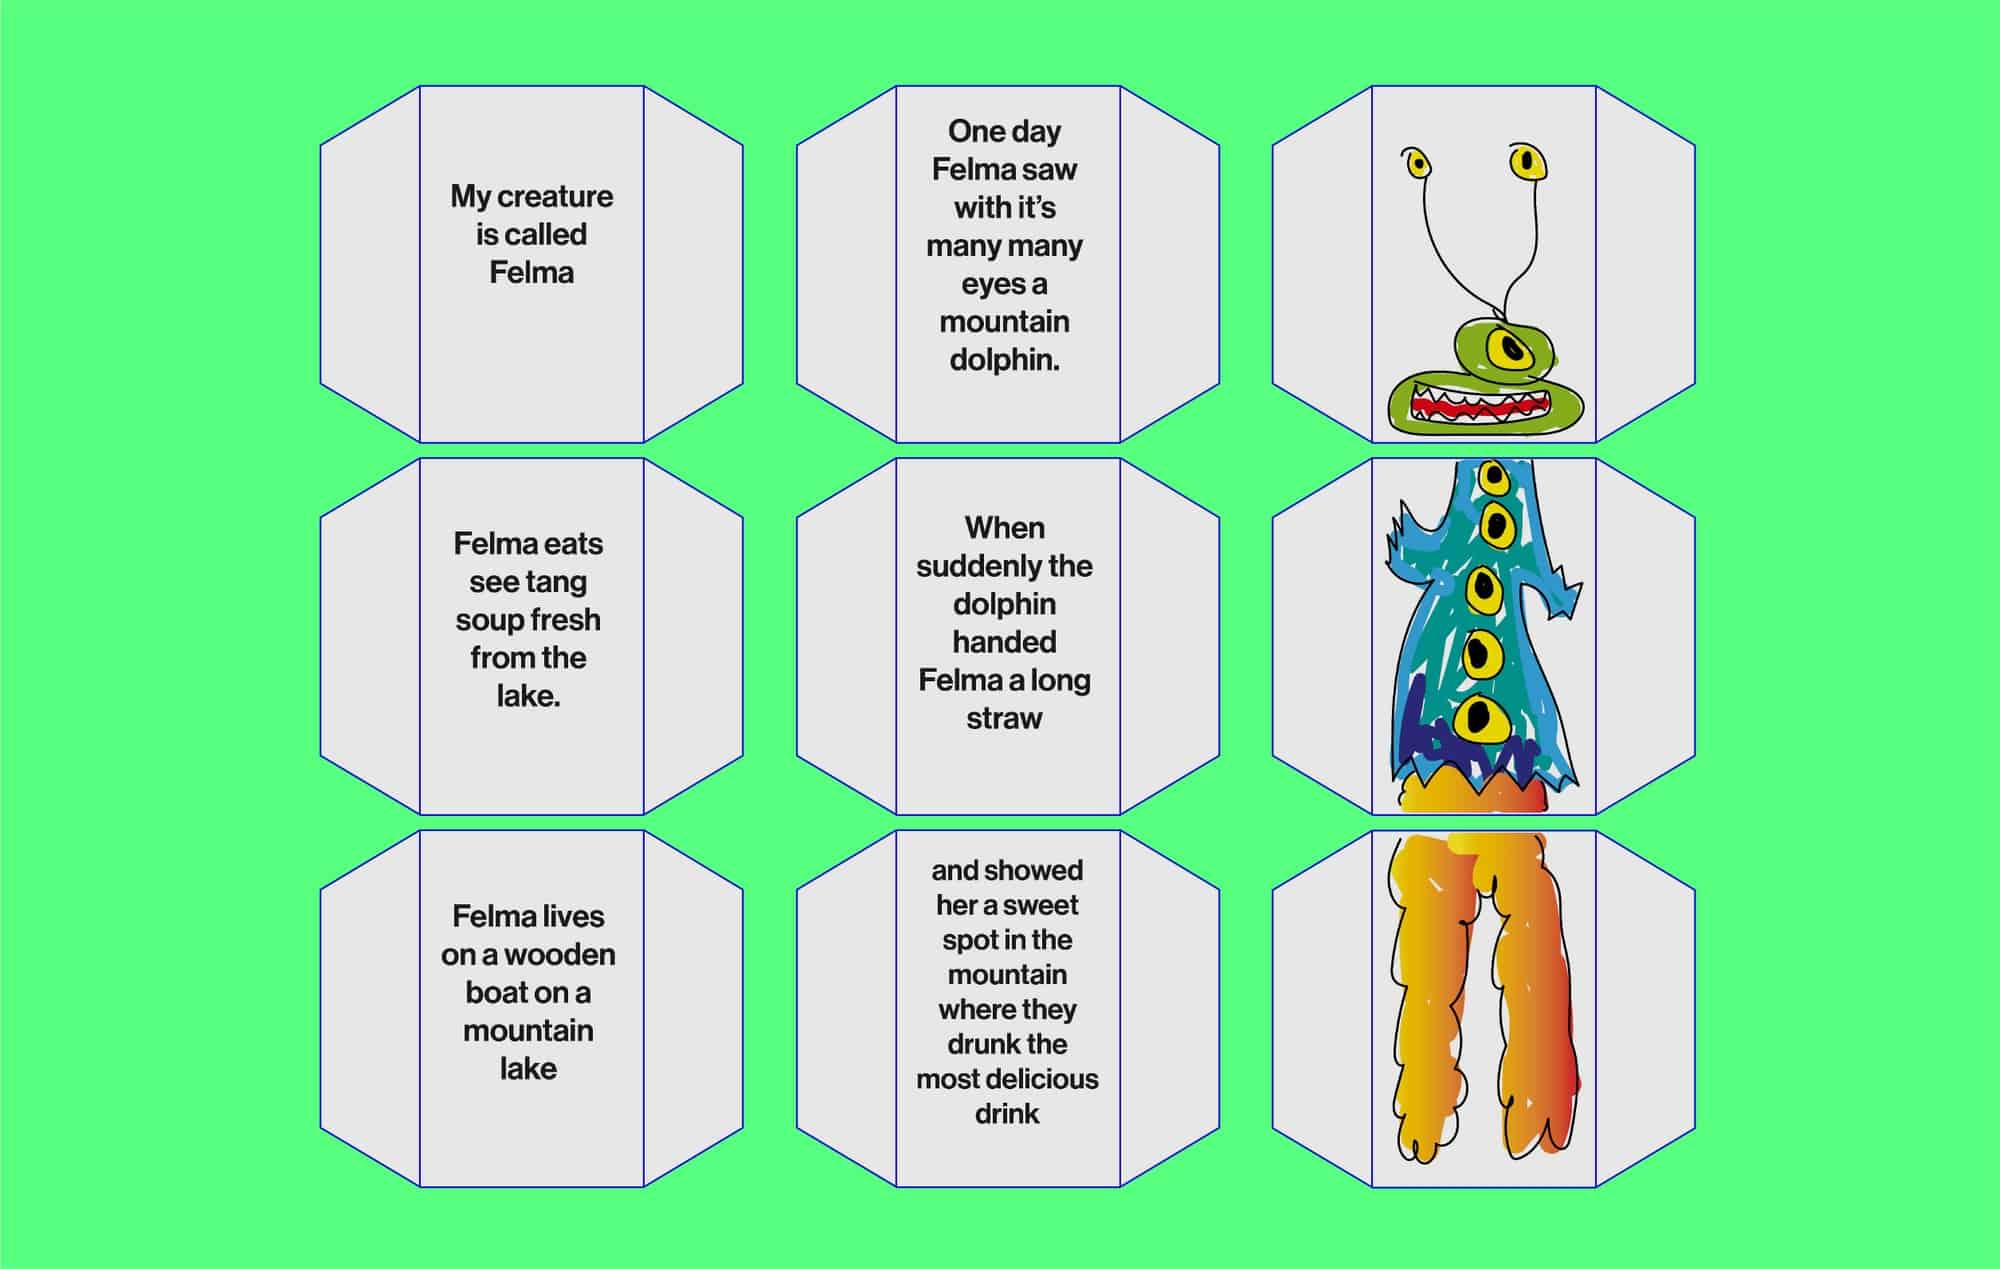 My creature
is called
Felma
Felma eats
see tang
soup fresh
from the
lake.
Felma lives
on a wooden
boat on a
mountain
lake
One day
Felma saw
with it’s
many many
eyes a
mountain
dolphin.
When
suddenly the
dolphin
handed
Felma a long
straw
and showed
her a sweet
spot in the
mountain
where they
drunk the
most delicious
drink